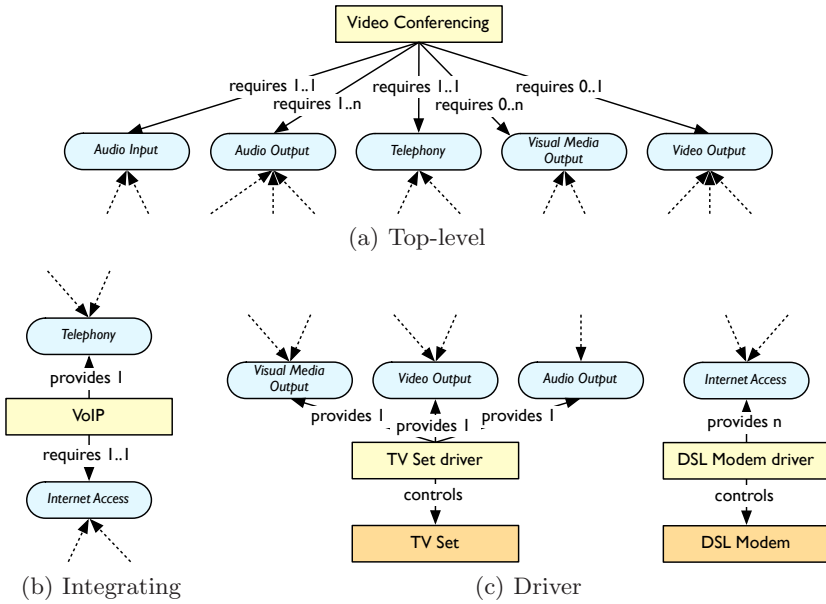 Video Conferencing
requires 1..1
requires 1..n
requires 1..1
requires 0..n
requires 0..1
Audio Input
Audio Output
Telephony
Visual Media
Output
Video Output
(a) Top-level
Telephony
provides 1
VoIP
requires 1..1
Internet Access
(b) Integrating
Visual Media
Output
Video Output
Audio Output
Internet Access
provides 1
provides 1
provides 1
provides n
TV Set driver
DSL Modem driver
controls
controls
TV Set
DSL Modem
(c) Driver